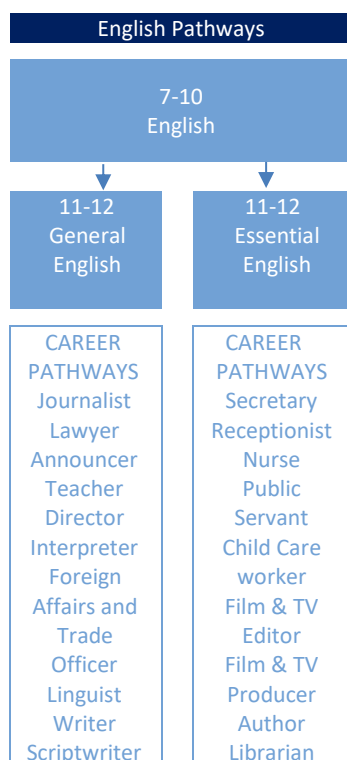 English Pathways
7-10
English
11-12
General
English
11-12
Essential
English
CAREER
PATHWAYS
Journalist
Lawyer
Announcer
Teacher
Director
Interpreter
Foreign
Affairs and
Trade
Officer
Linguist
Writer
Scriptwriter
CAREER
PATHWAYS
Secretary
Receptionist
Nurse
Public
Servant
Child Care
worker
Film & TV
Editor
Film & TV
Producer
Author
Librarian